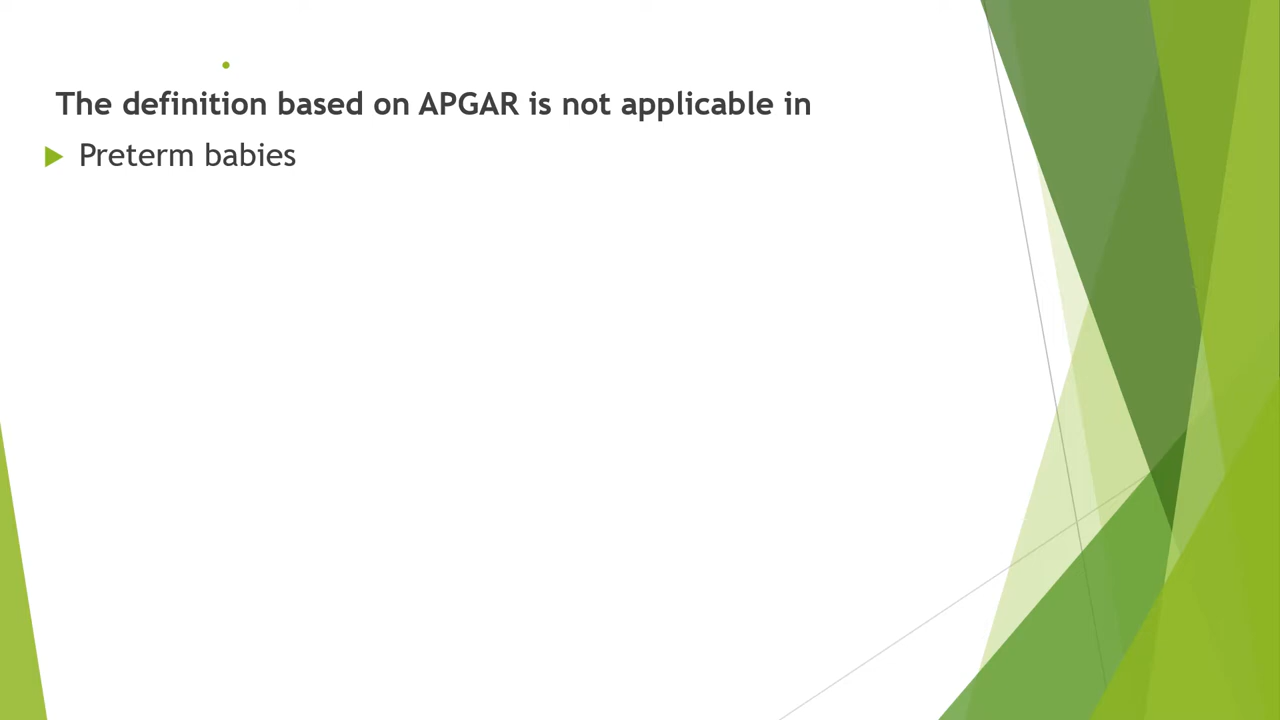 The definition based on APGAR is not applicable in
Preterm babies